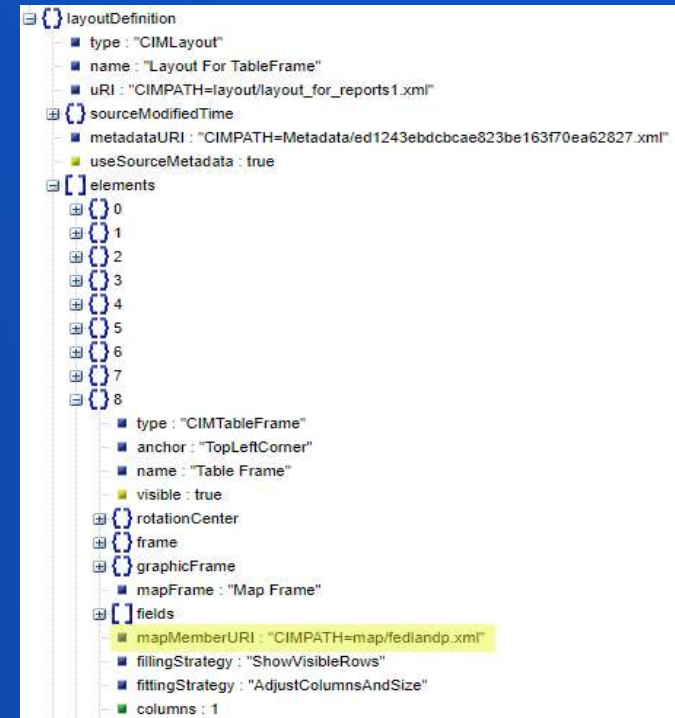 layoutDefinition
type : "CIMLayout"
name : "Layout For TableFrame"
uRI : "CIMPATH=layout/layout_for_reports1.xml"
sourceModifiedTime
metadataURI : "CIMPATH=Metadata/ed1243ebdcbcae823be163f70ea62827.xml"
useSourceMetadata : true
elements
0
1
2
3
4
5
6
7
8
type : "CIMTableFrame"
anchor : "TopLeftCorner"
name : "Table Frame"
visible : true
rotationCenter
frame
graphicFrame
mapFrame : "Map Frame"
fields
mapMemberURI : "CIMPATH=map/fedlandp.xml"
fillingStrategy : "ShowVisibleRows"
fittingStrategy : "AdjustColumnsAndSize"
columns : 1